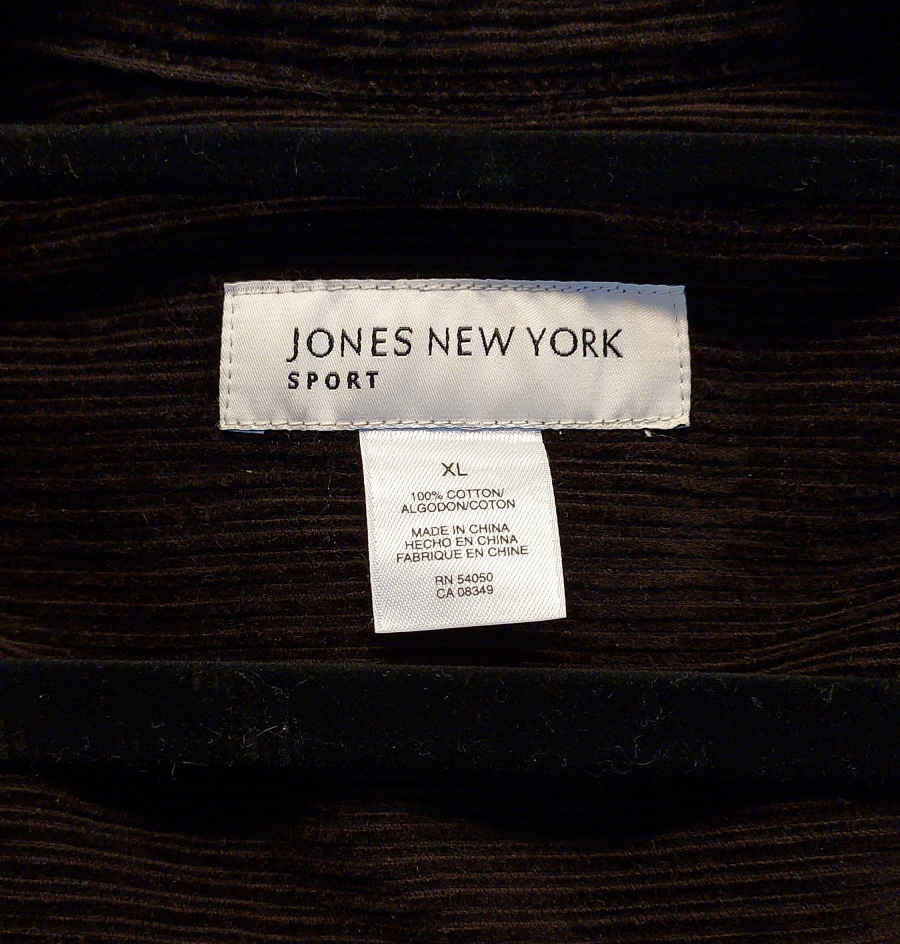 JONES NEW YORK
SPORT
XL
100% COTTON/
ALGODON/COTON
MADE IN CHINA
HECHO EN CHINA
FABRIQUE EN CHINE
RN 54050
CA 08349